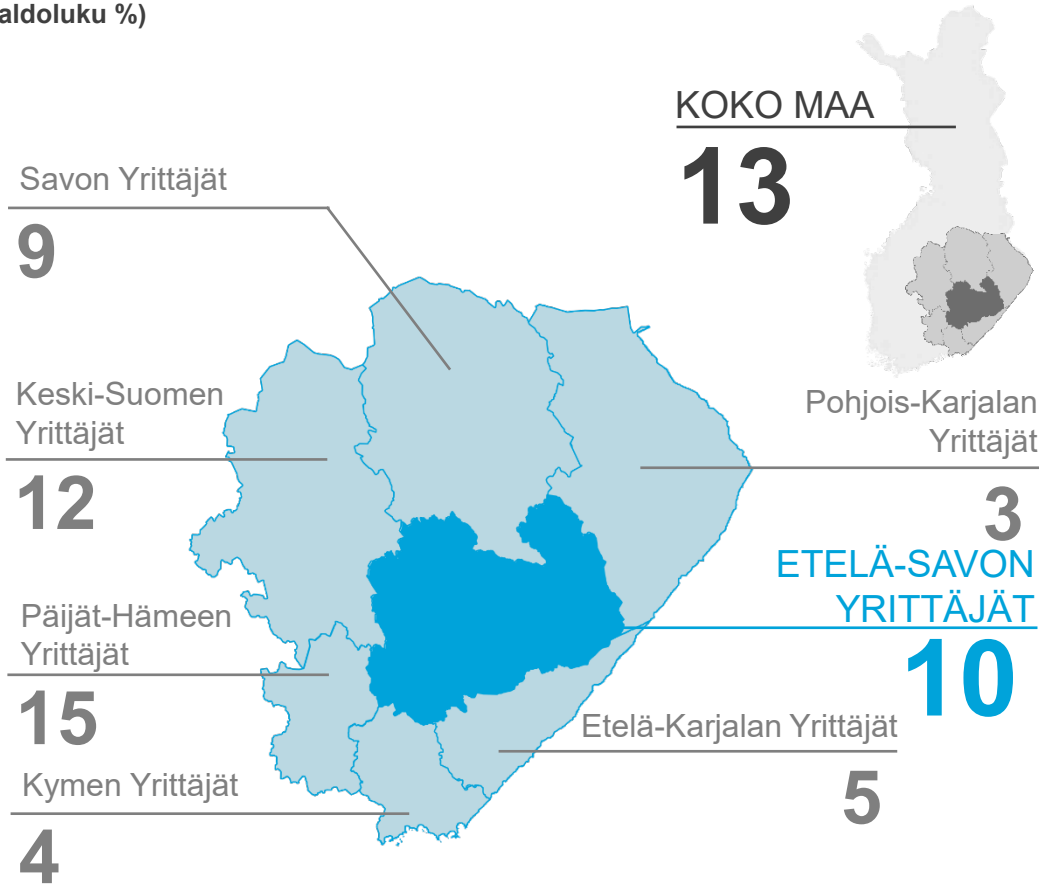 aldoluku %)
KOKO MAA
13
Savon Yrittäjät
9
Keski-Suomen
Yrittäjät
12
Pohjois-Karjalan
Yrittäjät
3
ETELÄ-SAVON
YRITTÄJÄT
10
Päijät-Hämeen
Yrittäjät
15
Etelä-Karjalan Yrittäjät
5
Kymen Yrittäjät
4